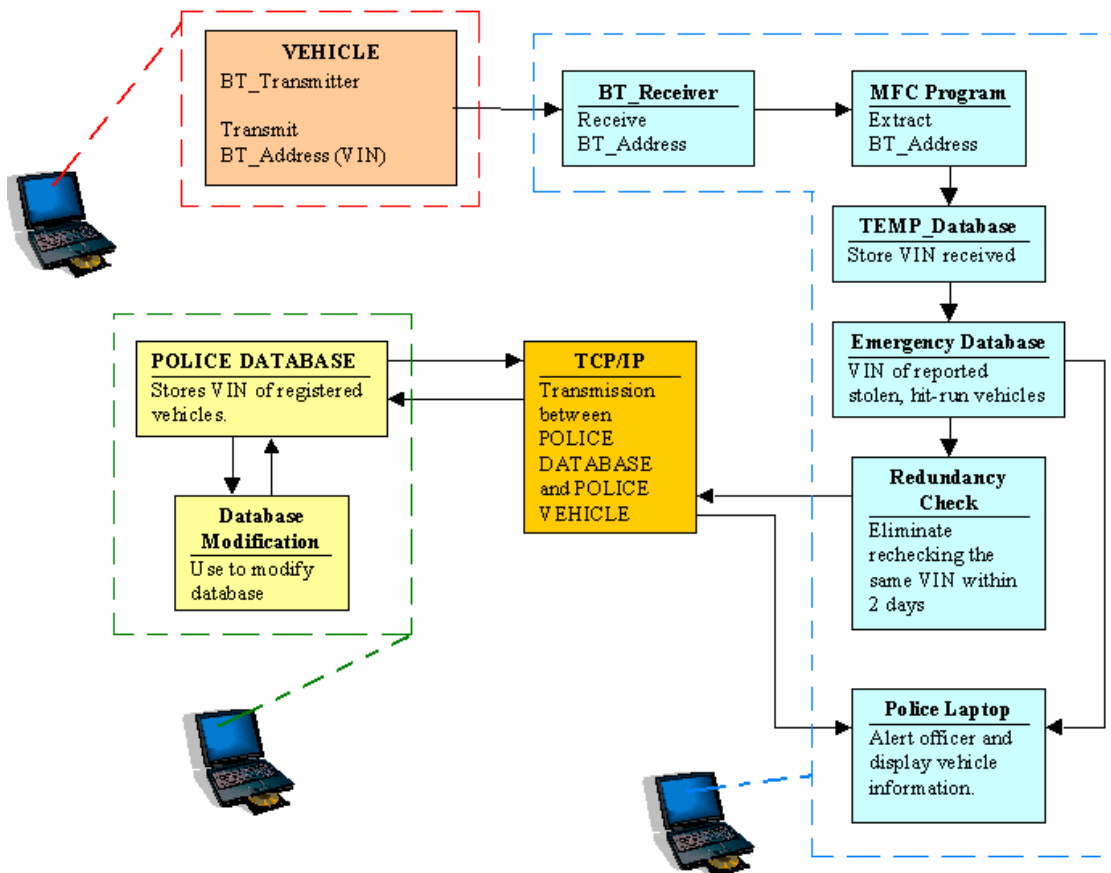 VEHICLE
BT_Transmitter
Transmit
BT_Address (VIN)
BT_Receiver
Receive
BT_Address
MFC Program
Extract
BT_Address
TEMP_Database
Store VIN received
Emergency Database
VIN of reported
stolen, hit-run vehicles
Redundancy
Check
Eliminate
rechecking the
same VIN within
2 days
Police Laptop
Alert officer and
display vehicle
information.
TCP/IP
Transmission
between
POLICE
DATABASE
and POLICE
VEHICLE
POLICE DATABASE
Stores VIN of registered
vehicles.
Database
Modification
Use to modify
database